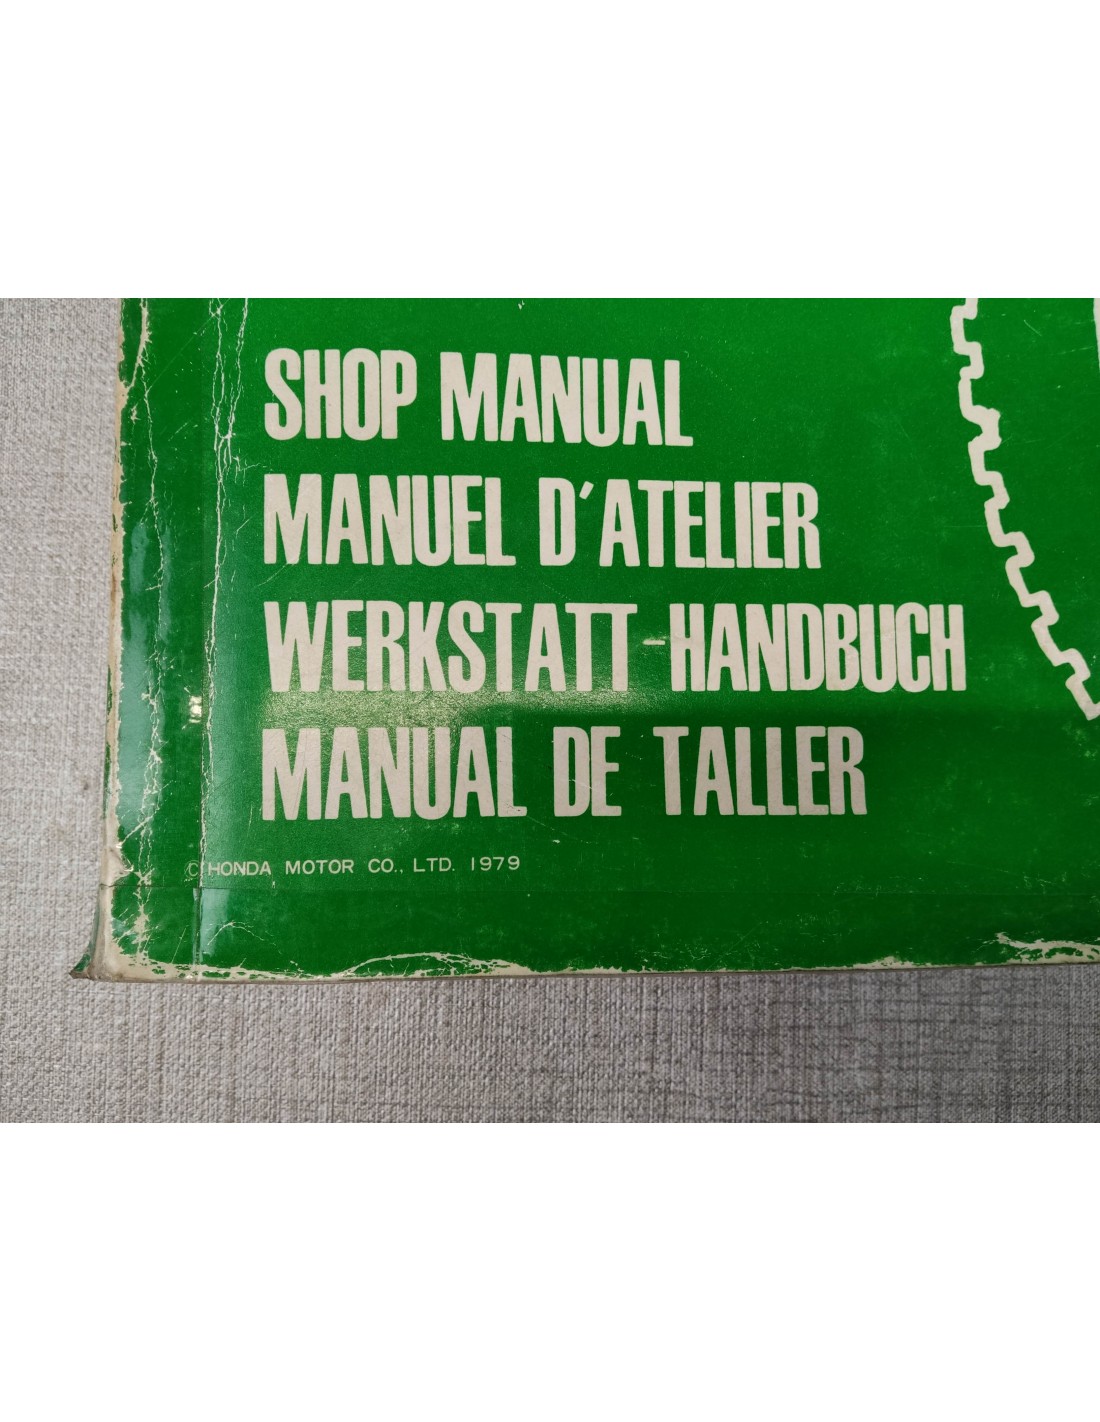 SHOP MANUAL
MANUEL D'ATELIER
WERKSTATT-HANDBUCH
MANUAL DE TALLER
© HONDA MOTOR CO., LTD. 1979